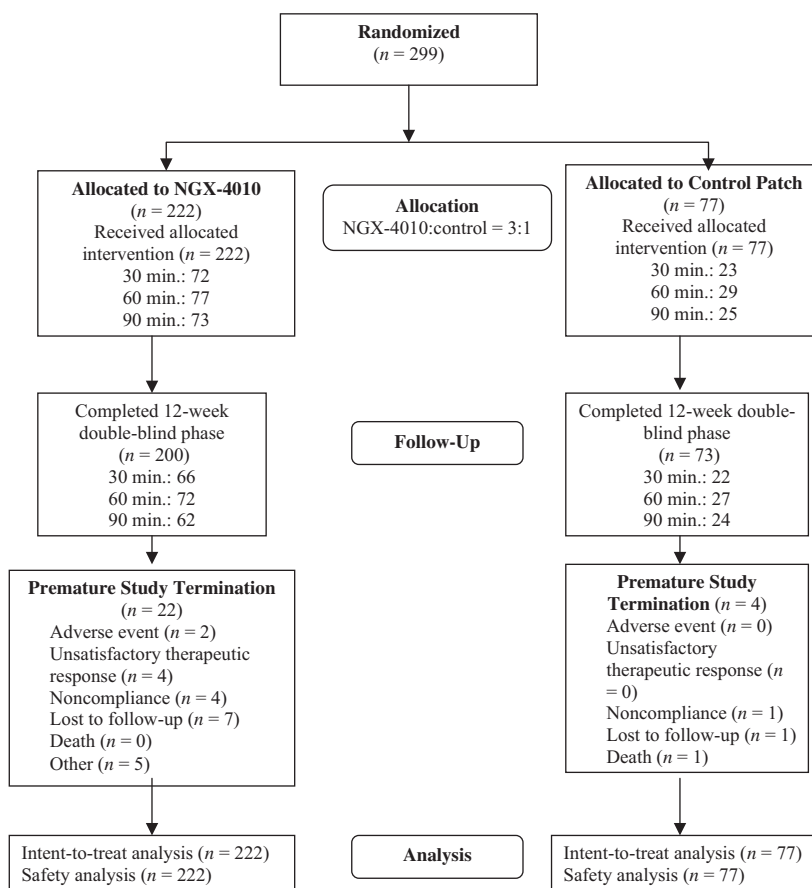 Randomized
(n = 299)
Allocated to NGX-4010
(n = 222)
Received allocated
intervention (n = 222)
30 min.: 72
60 min.: 77
90 min.: 73
Allocation
NGX-4010:control = 3:1
Allocated to Control Patch
(n = 77)
Received allocated
intervention (n = 77)
30 min.: 23
60 min.: 29
90 min.: 25
Completed 12-week
double-blind phase
(n = 200)
30 min.: 66
60 min.: 72
90 min.: 62
Follow-Up
Completed 12-week double-
blind phase
(n = 73)
30 min.: 22
60 min.: 27
90 min.: 24
Premature Study Termination
(n = 22)
Adverse event (n = 2)
Unsatisfactory therapeutic
response (n = 4)
Noncompliance (n = 4)
Lost to follow-up (n = 7)
Death (n = 0)
Other (n = 5)
Premature Study
Termination (n = 4)
Adverse event (n = 0)
Unsatisfactory
therapeutic response (n
= 0)
Noncompliance (n = 1)
Lost to follow-up (n = 1)
Death (n = 1)
Intent-to-treat analysis (n = 222)
Safety analysis (n = 222)
Analysis
Intent-to-treat analysis (n = 77)
Safety analysis (n = 77)